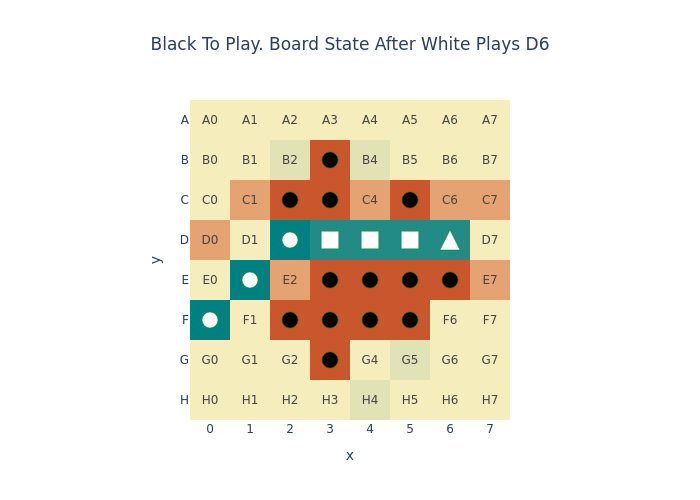 Black To Play. Board State After White Plays D6
A A0 A1 A2 A3 A4 A5 A6 A7
B B0 B1 B2 B4 B5 B6 B7
C C0 C1 C4 C6 C7
D D0 D1 D7
y
E E0 E2 E7
F F1 F6 F7
G G0 G1 G2 G4 G5 G6 G7
H H0 H1 H2 H3 H4 H5 H6 H7
0 1 2 3 4 5 6 7
x